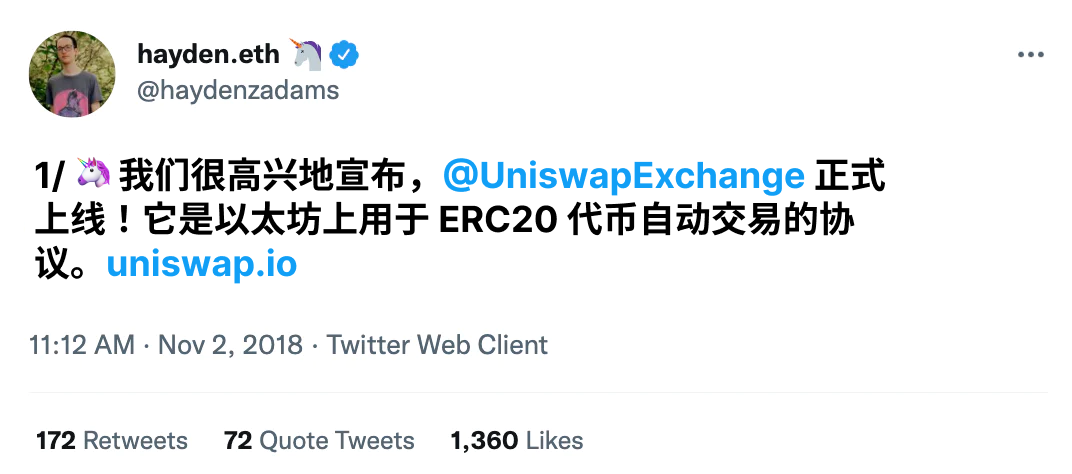 hayden.eth 🦄
@haydenzadams
1/ 🦄 我们很高兴地宣布，@UniswapExchange 正式
上线！它是以太坊上用于 ERC20 代币自动交易的协
议。uniswap.io
11:12 AM · Nov 2, 2018 · Twitter Web Client
172 Retweets 72 Quote Tweets 1,360 Likes